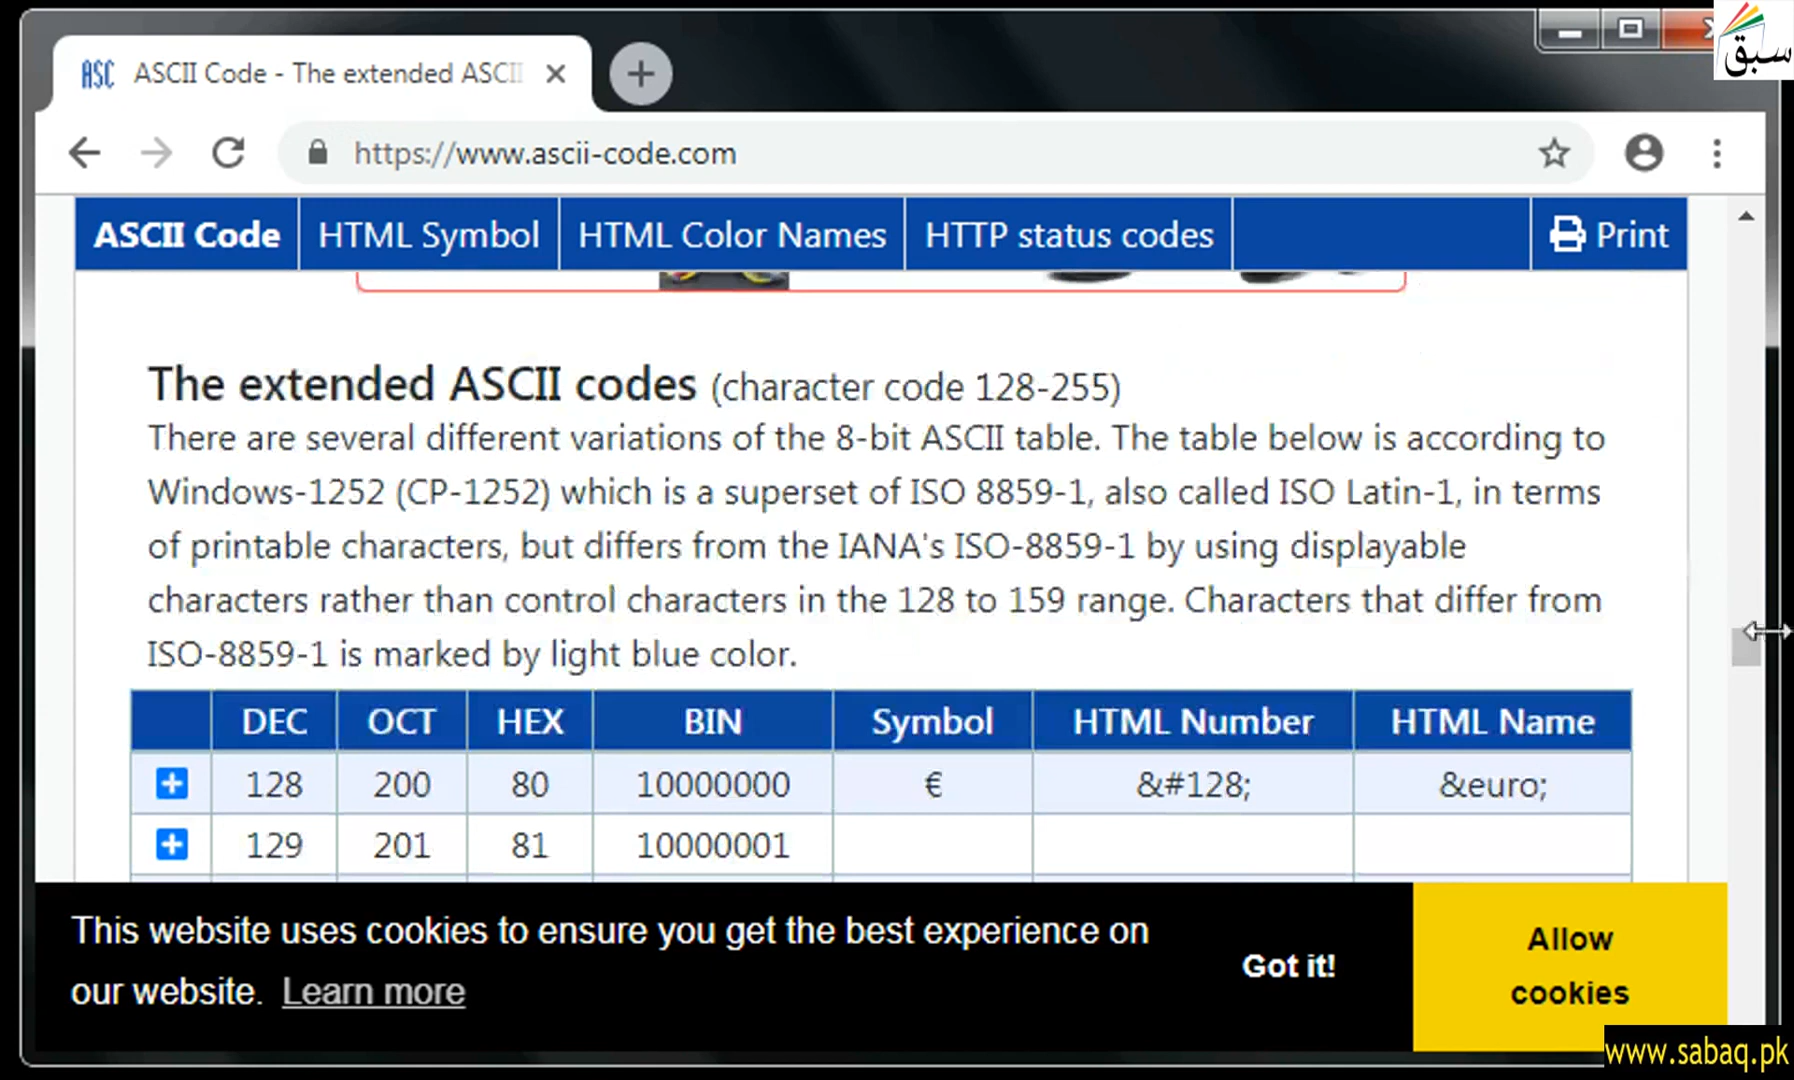 سبق
ASC ASCII Code - The extended ASCII
https://www.ascii-code.com
ASCII Code HTML Symbol HTML Color Names HTTP status codes Print
The extended ASCII codes (character code 128-255)
There are several different variations of the 8-bit ASCII table. The table below is according to
Windows-1252 (CP-1252) which is a superset of ISO 8859-1, also called ISO Latin-1, in terms
of printable characters, but differs from the IANA's ISO-8859-1 by using displayable
characters rather than control characters in the 128 to 159 range. Characters that differ from
ISO-8859-1 is marked by light blue color.
DEC OCT HEX BIN Symbol HTML Number HTML Name
128 200 80 10000000 € &#128; &euro;
129 201 81 10000001
This website uses cookies to ensure you get the best experience on
our website. Learn more
Got it!
Allow
cookies
www.sabaq.pk